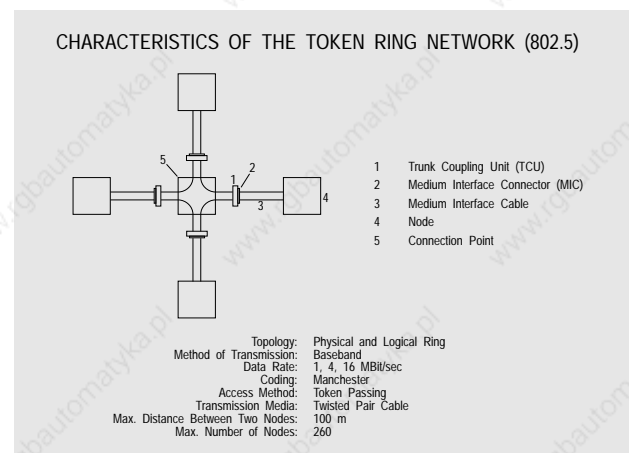 CHARACTERISTICS OF THE TOKEN RING NETWORK (802.5)
5
1
2
3
4
1 Trunk Coupling Unit (TCU)
2 Medium Interface Connector (MIC)
3 Medium Interface Cable
4 Node
5 Connection Point
Topology: Physical and Logical Ring
Method of Transmission: Baseband
Data Rate: 1, 4, 16 MBit/sec
Coding: Manchester
Access Method: Token Passing
Transmission Media: Twisted Pair Cable
Max. Distance Between Two Nodes: 100 m
Max. Number of Nodes: 260
www.rgbautomatyka.pl